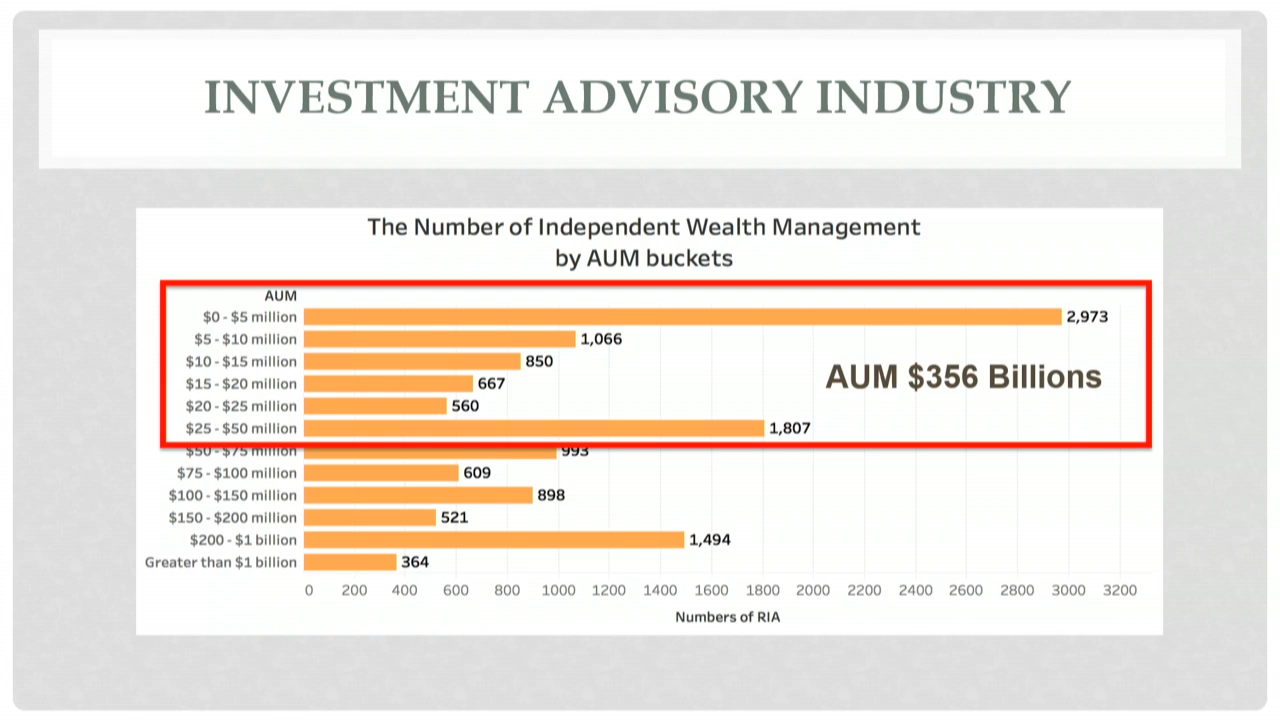 INVESTMENT ADVISORY INDUSTRY
The Number of Independent Wealth Management
by AUM buckets
AUM
$0 - $5 million 2,973
$5 - $10 million 1,066
$10 - $15 million 850
$15 - $20 million 667
$20 - $25 million 560
$25 - $50 million 1,807
AUM $356 Billions
$50 - $75 million 993
$75 - $100 million 609
$100 - $150 million 898
$150 - $200 million 521
$200 - $1 billion 1,494
Greater than $1 billion 364
0 200 400 600 800 1000 1200 1400 1600 1800 2000 2200 2400 2600 2800 3000 3200
Numbers of RIA